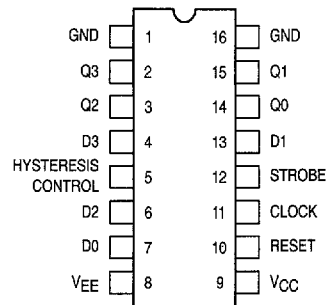 GND 1 16 GND
Q3 2 15 Q1
Q2 3 14 Q0
D3 4 13 D1
HYSTERESIS
CONTROL 5 12 STROBE
D2 6 11 CLOCK
D0 7 10 RESET
VEE 8 9 VCC